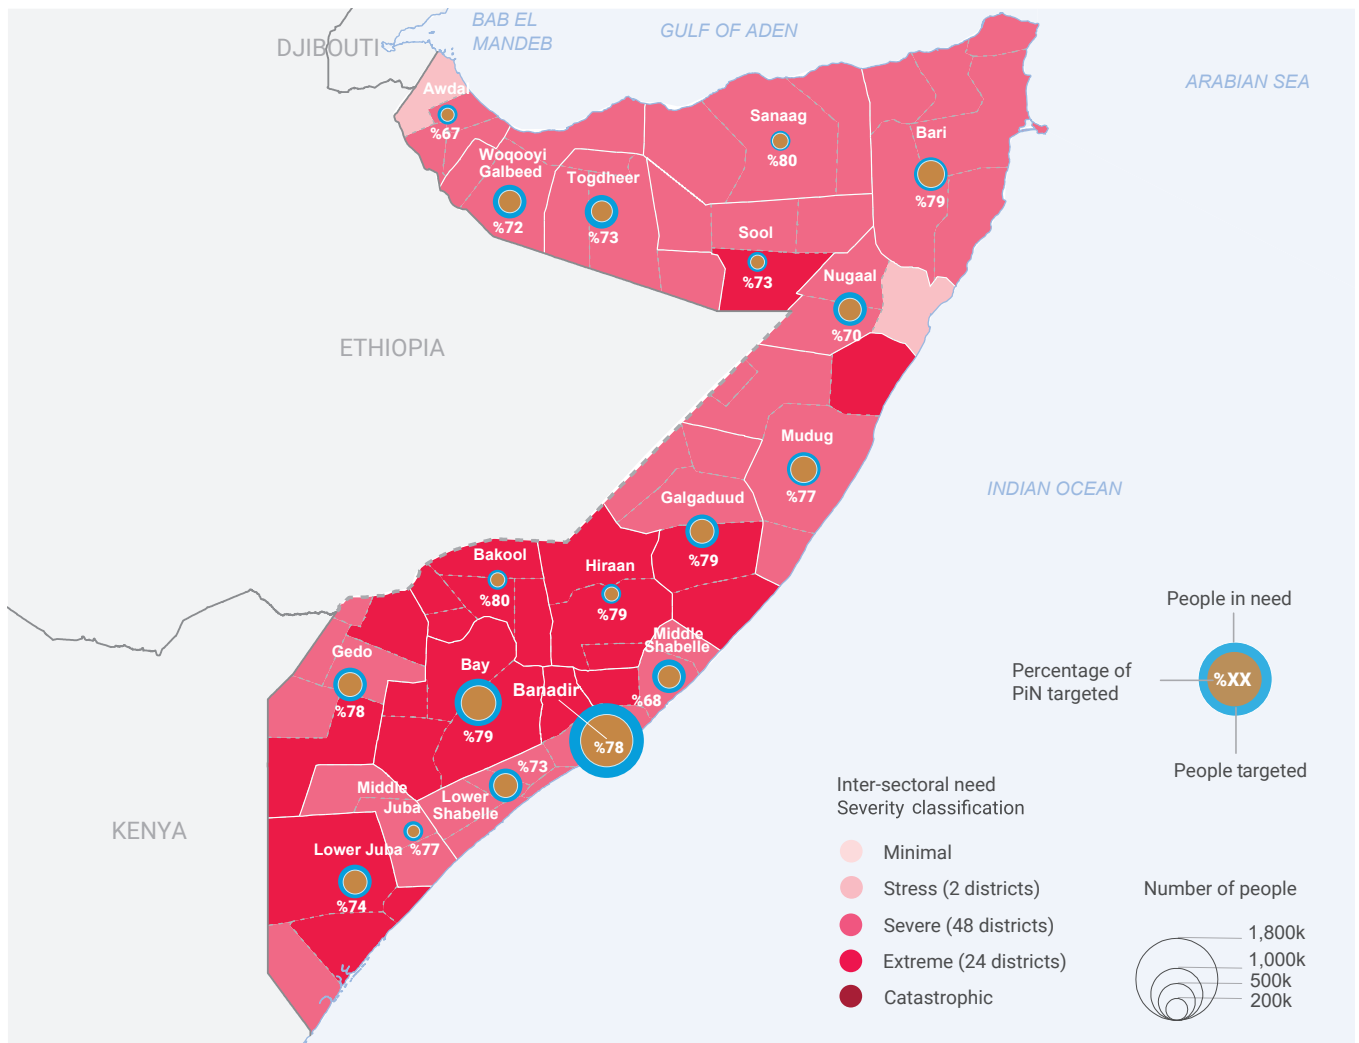 BAB EL
MANDEB
GULF OF ADEN
DJIBOUTI
ARABIAN SEA
Awdal
%67
Sanaag
%80
Bari
%79
Woqooyi
Galbeed
%72
Togdheer
%73
Sool
%73
Nugaal
%70
ETHIOPIA
Mudug
%77
INDIAN OCEAN
Galgaduud
%79
Bakool
%80
Hiraan
%79
Middle
Shabelle
%68
Gedo
%78
Bay
%79
Banadir
%78
%73
Lower
Shabelle
Middle
Juba
%77
KENYA
Lower Juba
%74
People in need
Percentage of
PiN targeted
%XX
People targeted
Inter-sectoral need
Severity classification
Minimal
Stress (2 districts)
Severe (48 districts)
Extreme (24 districts)
Catastrophic
Number of people
1,800k
1,000k
500k
200k